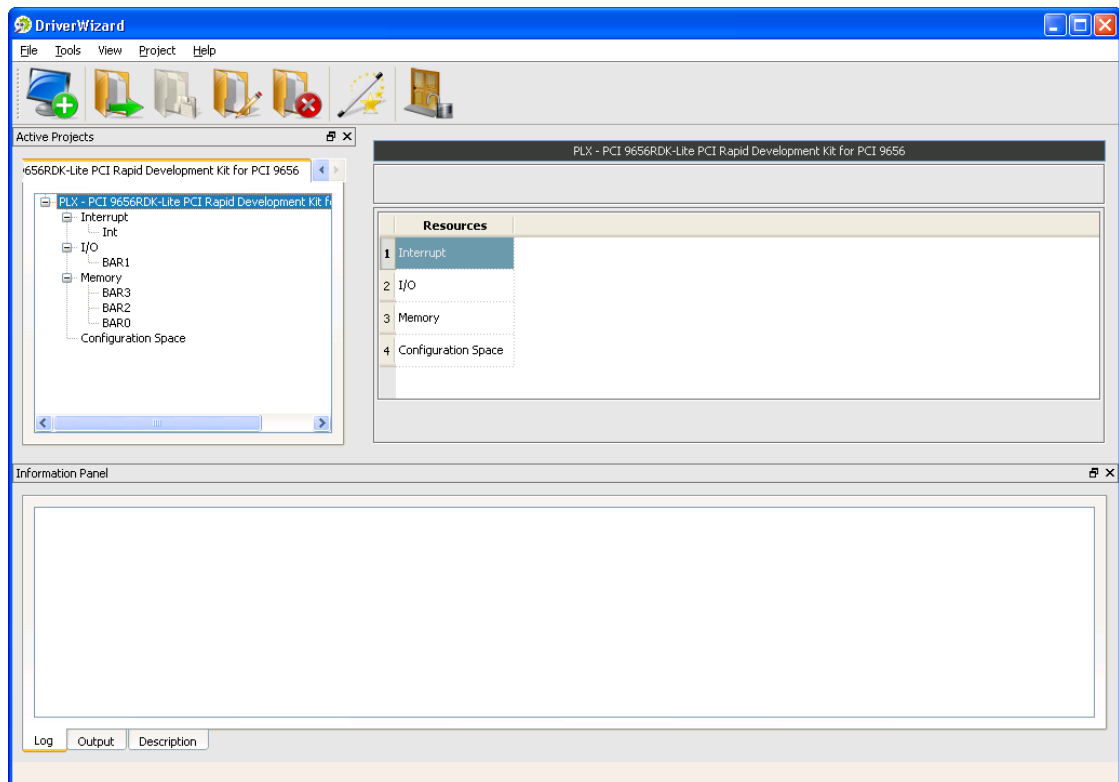 DriverWizard
File Tools View Project Help
Active Projects
9656RDK-Lite PCI Rapid Development Kit for PCI 9656
PLX - PCI 9656RDK-Lite PCI Rapid Development Kit f
Interrupt
Int
I/O
BAR1
Memory
BAR3
BAR2
BAR0
Configuration Space
PLX - PCI 9656RDK-Lite PCI Rapid Development Kit for PCI 9656
Resources
1 Interrupt
2 I/O
3 Memory
4 Configuration Space
Information Panel
Log Output Description